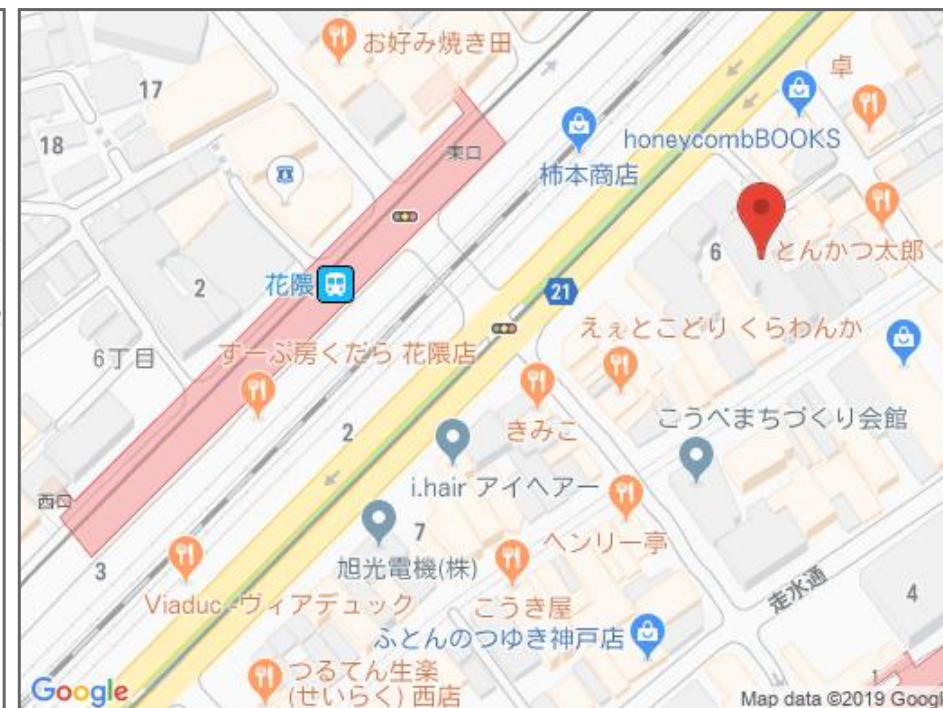 お好み焼き田
17
卓
18
東口
honeycombBOOKS
柿本商店
6
とんかつ太郎
花隈
2
21
えぇとこどり くらわんか
6丁目
すーぷ房くだら 花隈店
きみこ
こうべまちづくり会館
2
i.hair アイヘアー
西口
7
ヘンリー亭
旭光電機(株)
3
走水通
4
Viaduc -ヴィアデュック
こうき屋
ふとんのつゆき神戸店
つるてん生楽
(せいらく) 西店
1
Google
Map data ©2019 Googl